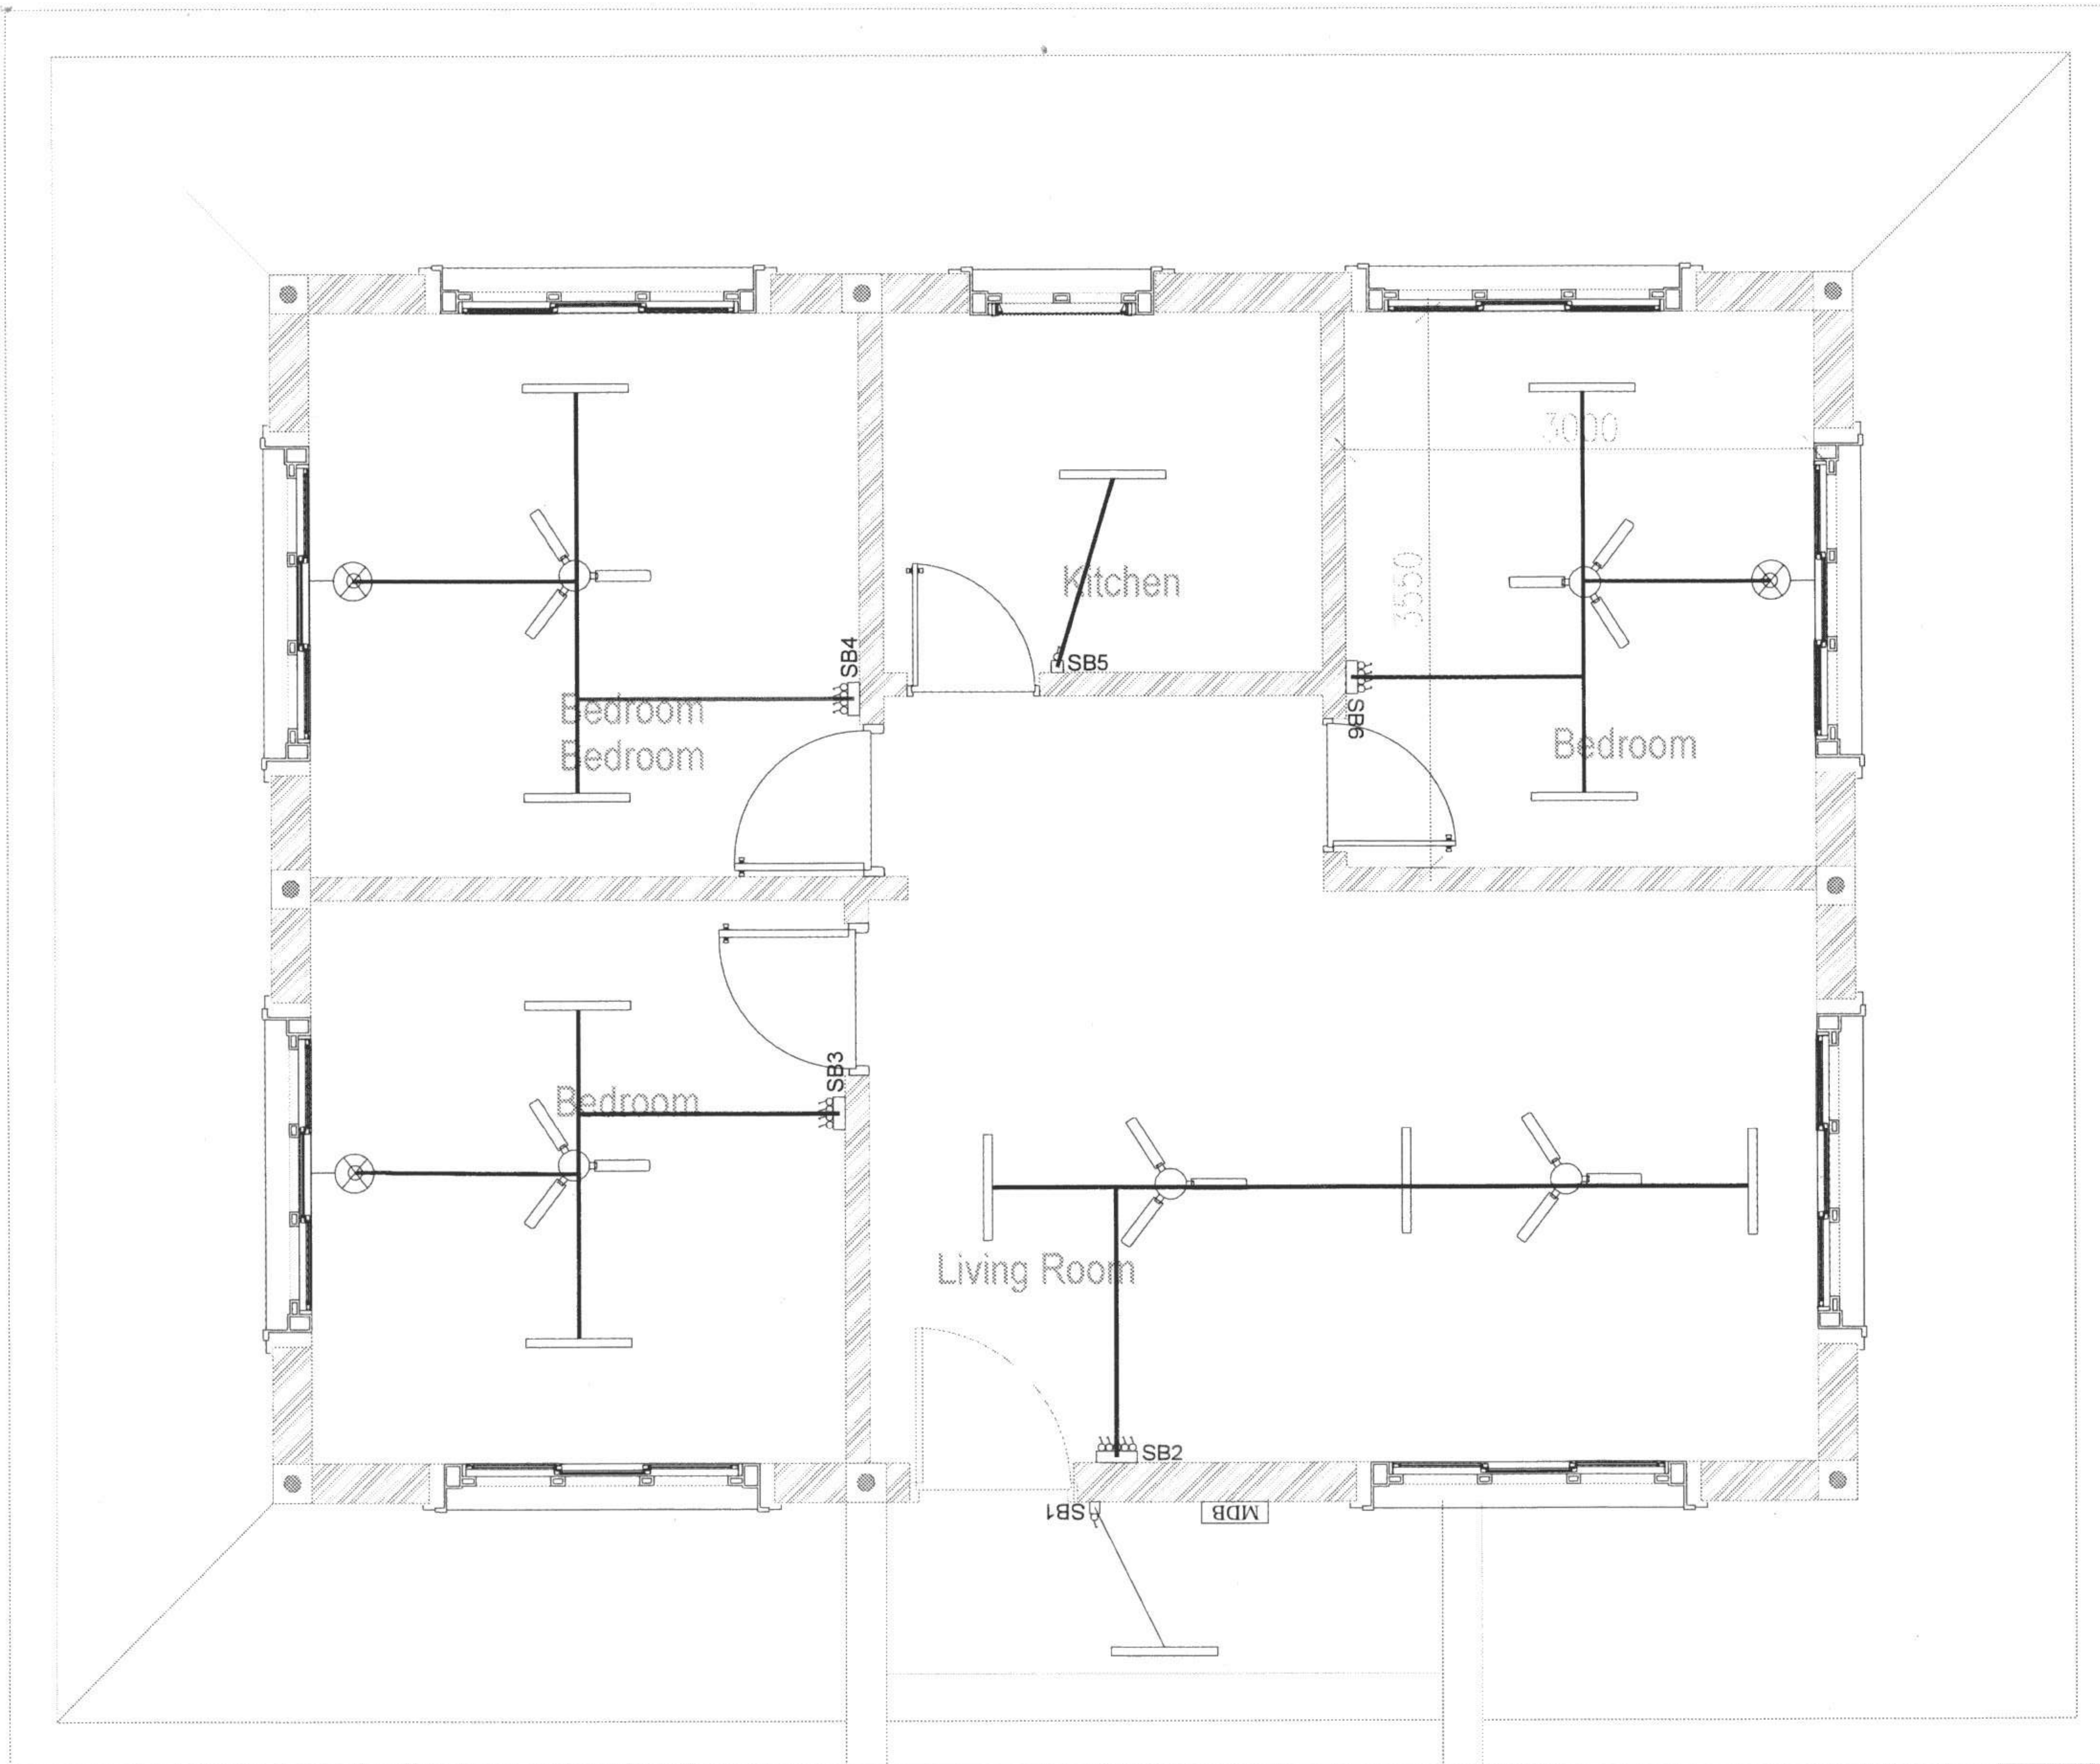 3000
3550
Kitchen
SB4
SB5
SB6
Bedroom
Bedroom
Bedroom
SB3
Bedroom
Living Room
SB2
SB1
MDB